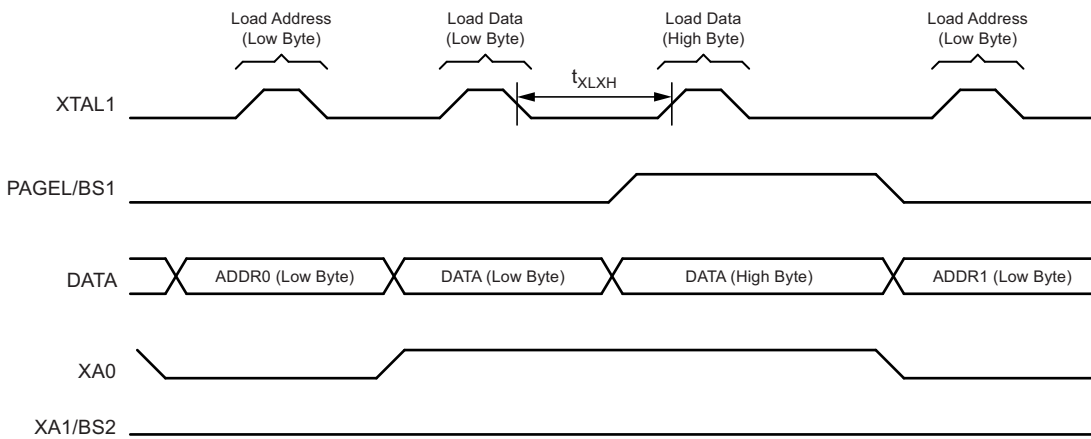 Load Address
(Low Byte)
Load Data
(Low Byte)
Load Data
(High Byte)
Load Address
(Low Byte)
tXLXH
XTAL1
PAGEL/BS1
DATA
ADDR0 (Low Byte)
DATA (Low Byte)
DATA (High Byte)
ADDR1 (Low Byte)
XA0
XA1/BS2